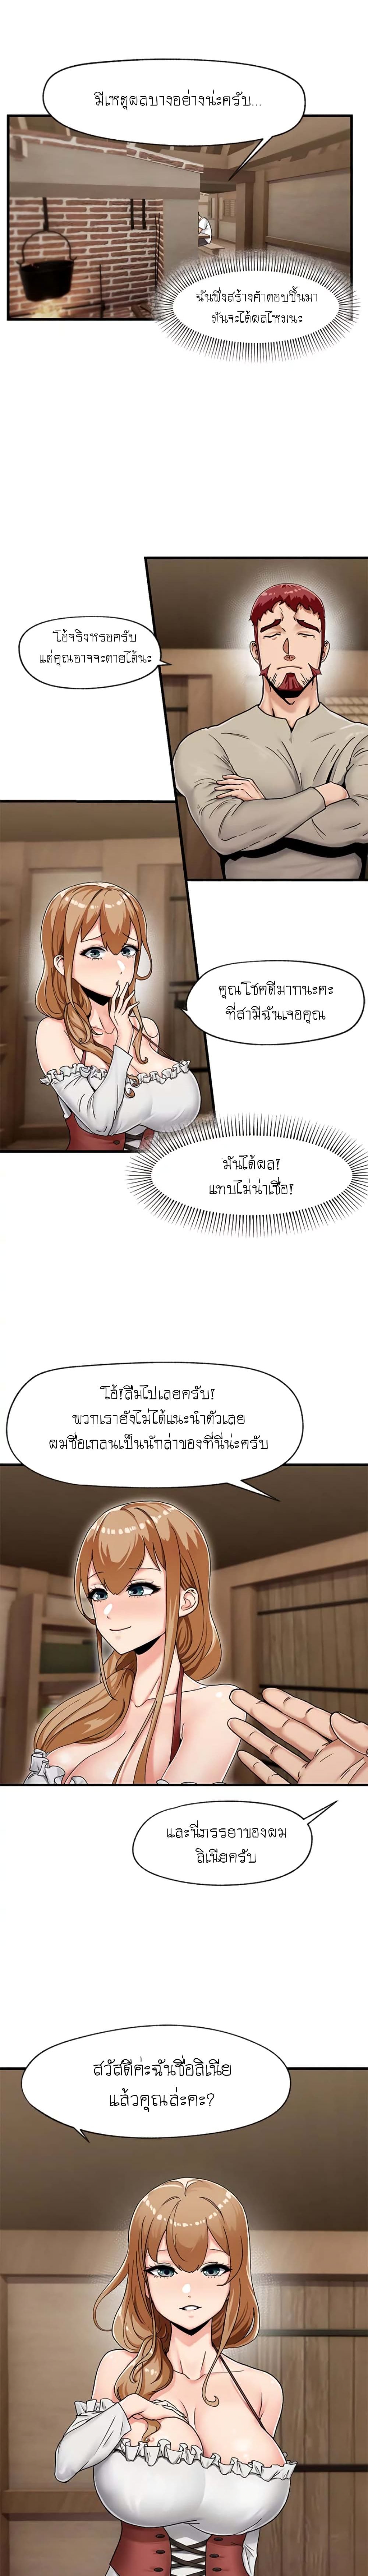 มีเหตุผลบางอย่างน่ะครับ...
ฉันพึ่งสร้างคำตอบขึ้นมา
มันจะได้ผลไหมนะ
โอ้จริงหรอครับ
แต่คุณอาจจะตายได้นะ
คุณโชคดีมากนะคะ
ที่สามีฉันเจอคุณ
มันได้ผล!
แทบไม่น่าเชื่อ!
โอ้!ลืมไปเลยครับ!
พวกเรายังไม่ได้แนะนำตัวเลย
ผมชื่อเกลนเป็นนักล่าของที่นี่น่ะครับ
และนี่ภรรยาของผม
ลิเนียครับ
สวัสดีค่ะฉันชื่อลิเนีย
แล้วคุณล่ะคะ?